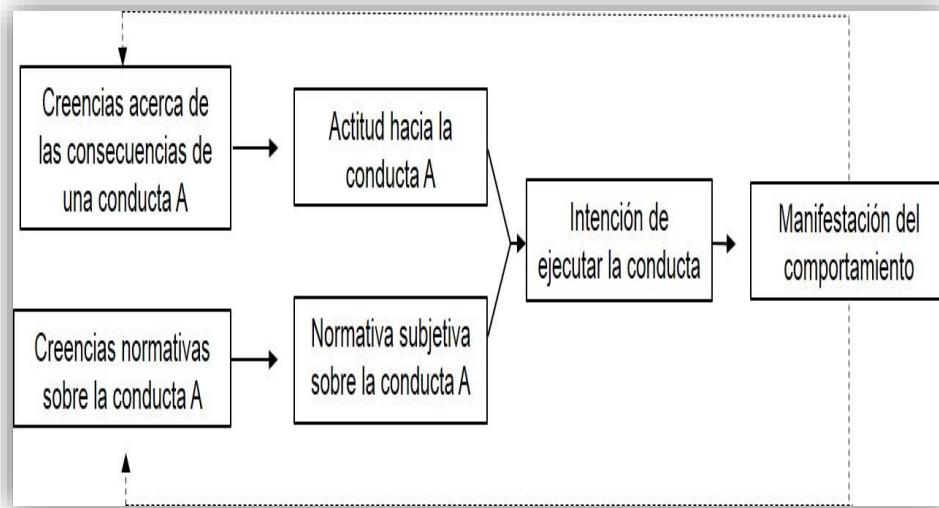 Creencias acerca de
las consecuencias de
una conducta A
Actitud hacia la
conducta A
Intención de
ejecutar la conducta
Manifestación del
comportamiento
Creencias normativas
sobre la conducta A
Normativa subjetiva
sobre la conducta A